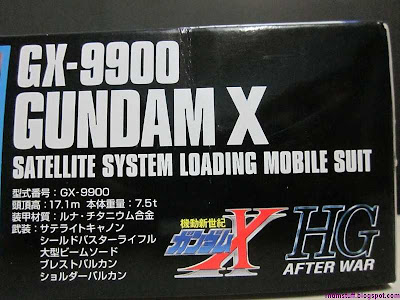 GX-9900
GUNDAM X
SATELLITE SYSTEM LOADING MOBILE SUIT
型式番号：GX-9900
頭頂高：17.1m 本体重量：7.5t
装甲材質：ルナ・チタニウム合金
武装：サテライトキャノン
シールドバスターライフル
大型ビームソード
ブレストバルカン
ショルダーバルカン
機動新世紀
ガンダムX
HG
AFTER WAR
mumstuff.blogspot.com